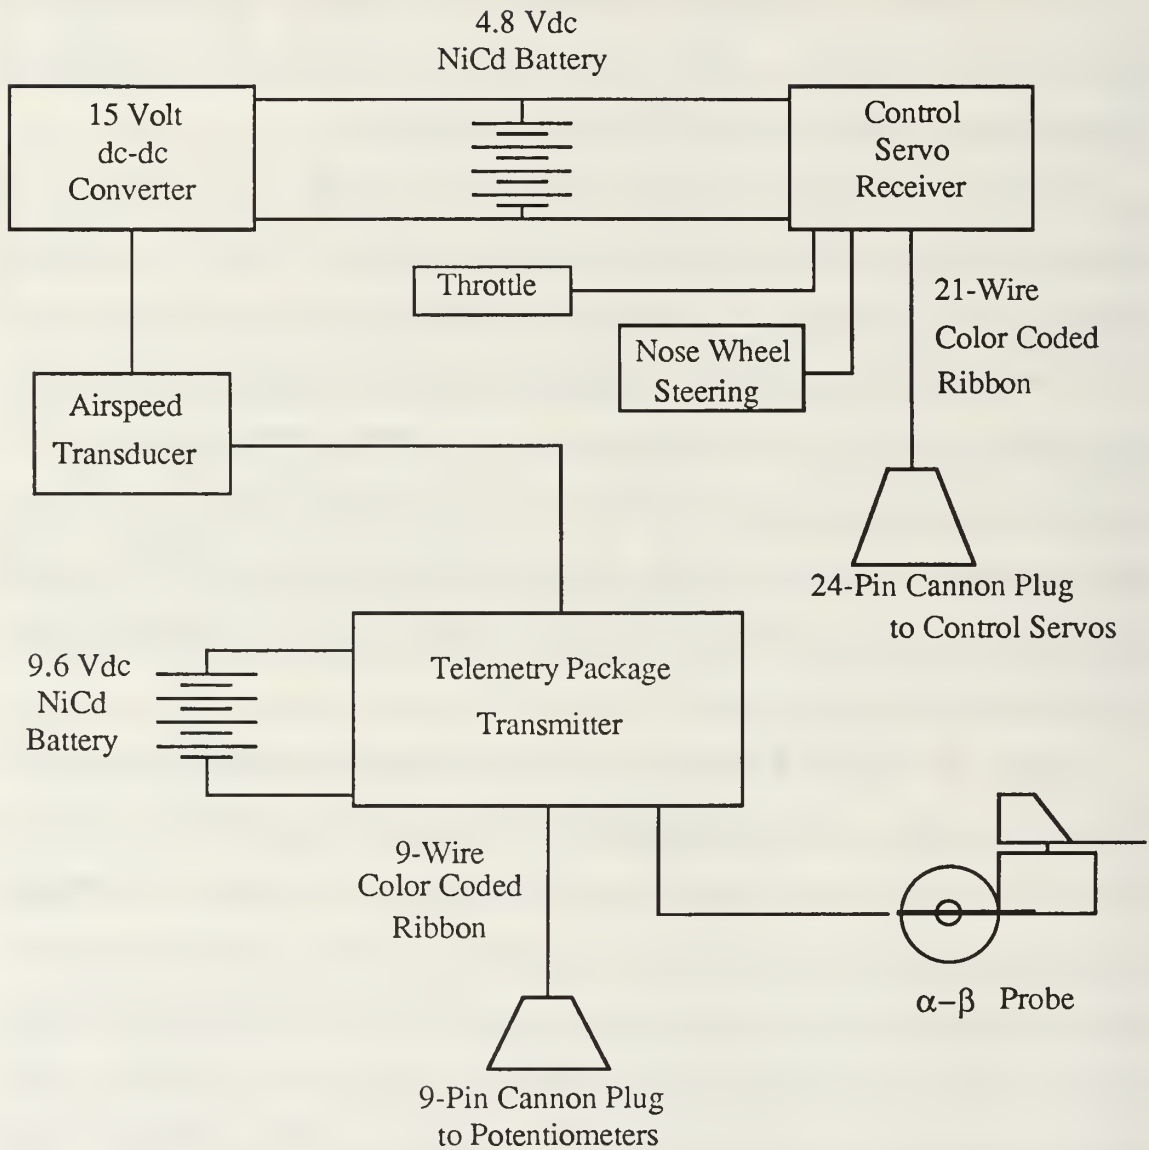 4.8 Vdc
NiCd Battery
15 Volt
dc-dc
Converter
Control
Servo
Receiver
Throttle
Nose Wheel
Steering
21-Wire
Color Coded
Ribbon
Airspeed
Transducer
24-Pin Cannon Plug
to Control Servos
9.6 Vdc
NiCd
Battery
Telemetry Package
Transmitter
9-Wire
Color Coded
Ribbon
α-β Probe
9-Pin Cannon Plug
to Potentiometers